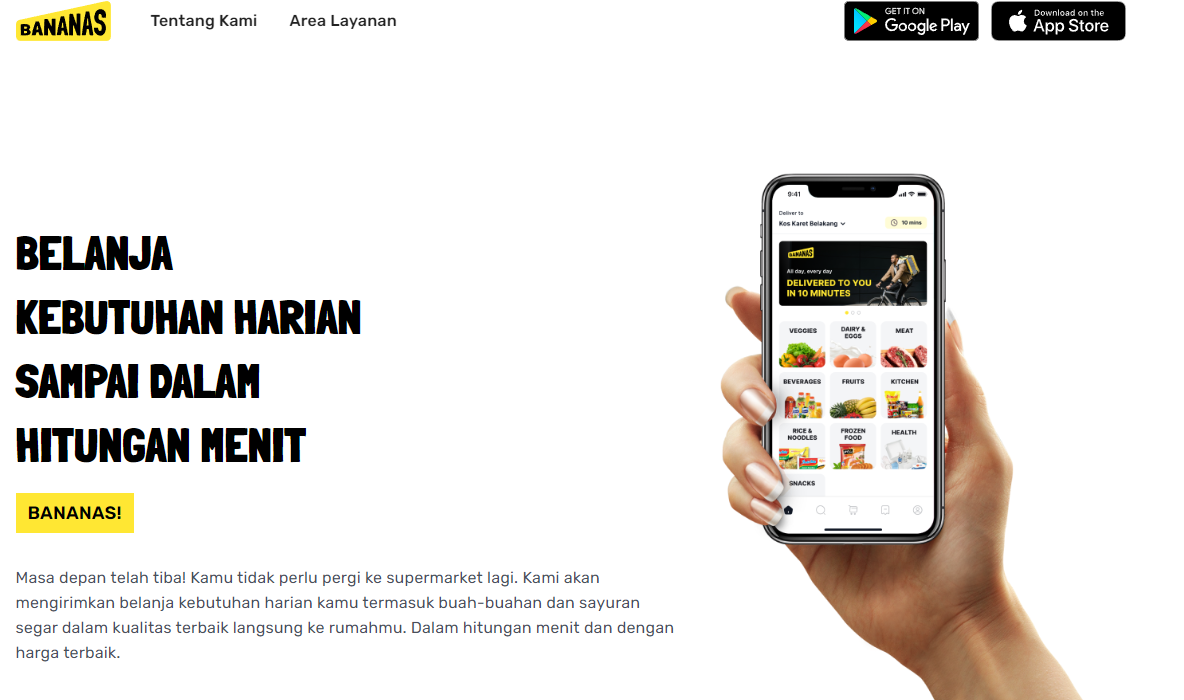 BANANAS
Tentang Kami
Area Layanan
GET IT ON
Google Play
Download on the
App Store
BELANJA
KEBUTUHAN HARIAN
SAMPAI DALAM
HITUNGAN MENIT
BANANAS!
Masa depan telah tiba! Kamu tidak perlu pergi ke supermarket lagi. Kami akan
mengirimkan belanja kebutuhan harian kamu termasuk buah-buahan dan sayuran
segar dalam kualitas terbaik langsung ke rumahmu. Dalam hitungan menit dan dengan
harga terbaik.
9:41
Deliver to
Kos Karet Belakang
10 mins
BANANAS
All day, every day
DELIVERED TO YOU
IN 10 MINUTES
VEGGIES
DAIRY &
EGGS
MEAT
BEVERAGES
FRUITS
KITCHEN
RICE &
NOODLES
FROZEN
FOOD
HEALTH
SNACKS